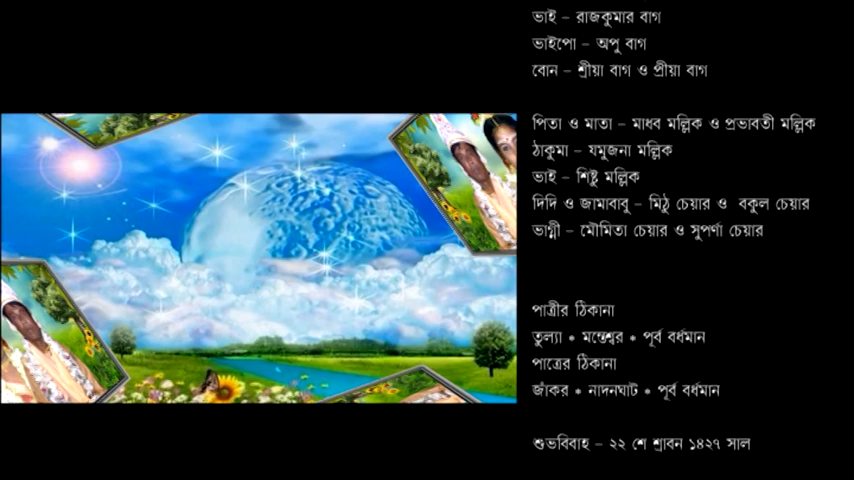 ভাই – রাজকুমার বাগ
ভাইপো – অপু বাগ
বোন – শ্রীয়া বাগ ও প্রীয়া বাগ
পিতা ও মাতা – মাধব মল্লিক ও প্রভাবতী মল্লিক
ঠাকুমা – যমুজনা মল্লিক
ভাই – শিষ্টু মল্লিক
দিদি ও জামাবাবু – মিঠু চেয়ার ও বকুল চেয়ার
ভাগ্নী – মৌমিতা চেয়ার ও সুপর্ণা চেয়ার
পাত্রীর ঠিকানা
তুল্যা * মন্তেশ্বর * পূর্ব বর্ধমান
পাত্রের ঠিকানা
জাঁকর * নাদনঘাট * পূর্ব বর্ধমান
শুভবিবাহ – ২২ শে শ্রাবন ১৪২৭ সাল